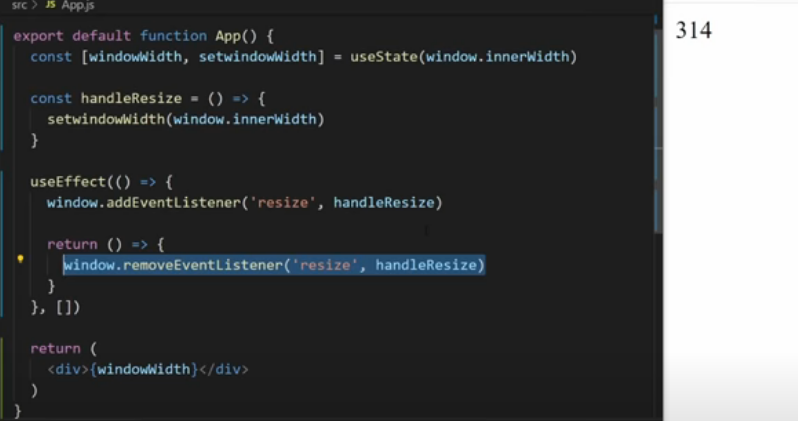 src > JS App.js
export default function App() {
const [windowWidth, setwindowWidth] = useState(window.innerWidth)
const handleResize = () => {
setwindowWidth(window.innerWidth)
}
useEffect(() => {
window.addEventListener('resize', handleResize)
return () => {
window.removeEventListener('resize', handleResize)
}
}, [])
return (
<div>{windowWidth}</div>
)
}
314